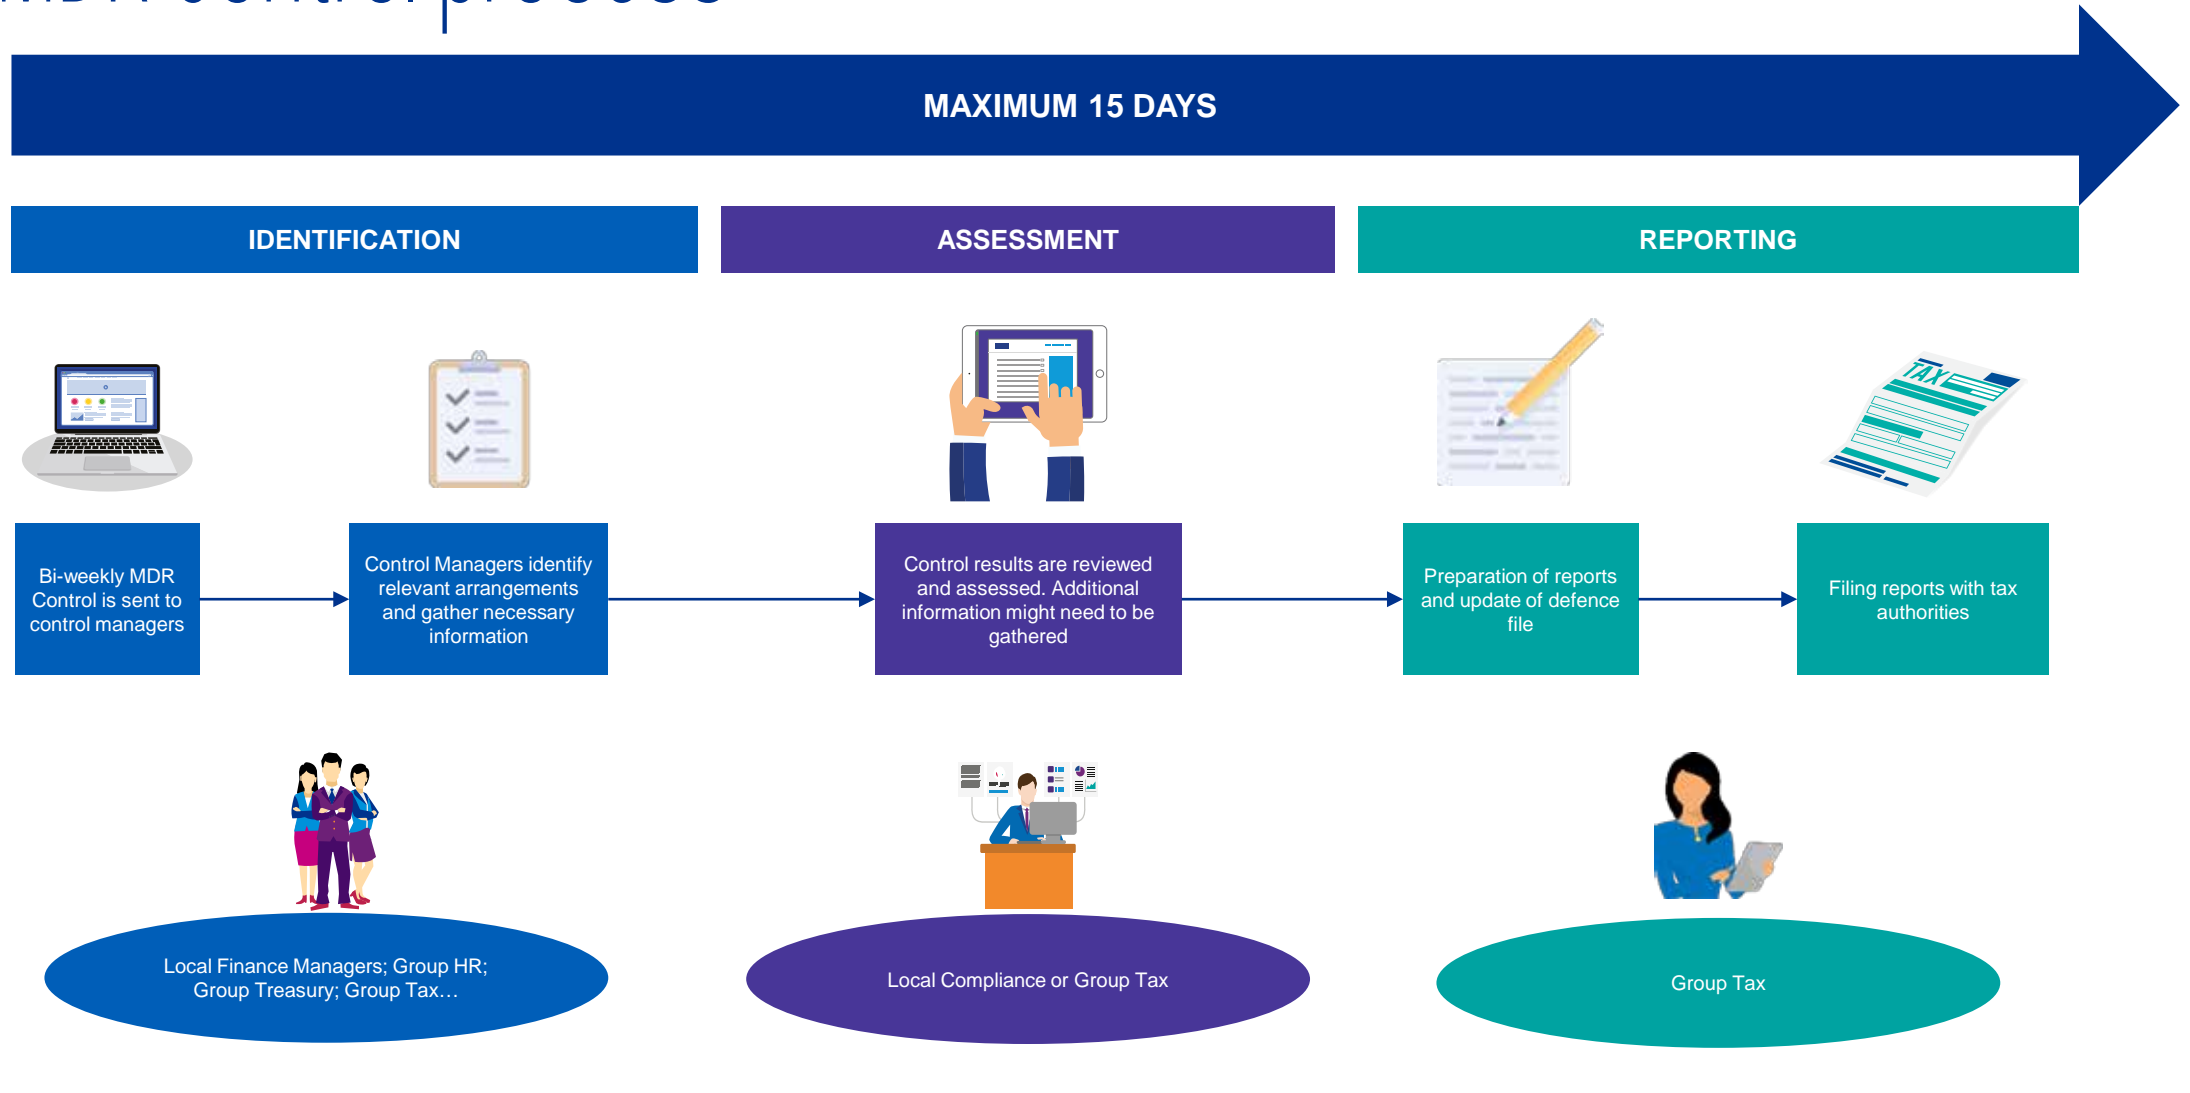 control process
MAXIMUM 15 DAYS
IDENTIFICATION
ASSESSMENT
REPORTING
TAX
Bi-weekly MDR
Control is sent to
control managers
Control Managers identify
relevant arrangements
and gather necessary
information
Control results are reviewed
and assessed. Additional
information might need to be
gathered
Preparation of reports
and update of defence
file
Filing reports with tax
authorities
Local Finance Managers; Group HR;
Group Treasury; Group Tax…
Local Compliance or Group Tax
Group Tax